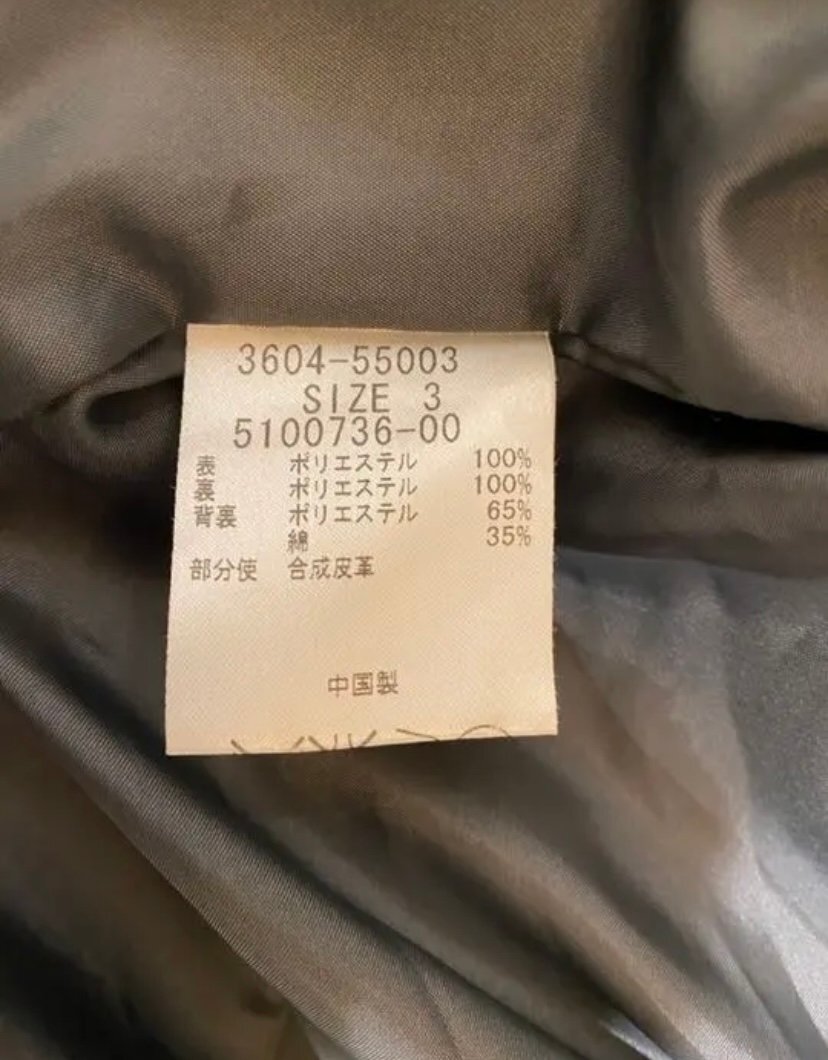 3604-55003
SIZE 3
5100736-00
表 ポリエステル 100%
裏 ポリエステル 100%
背裏 ポリエステル 65%
綿 35%
部分使 合成皮革
中国製